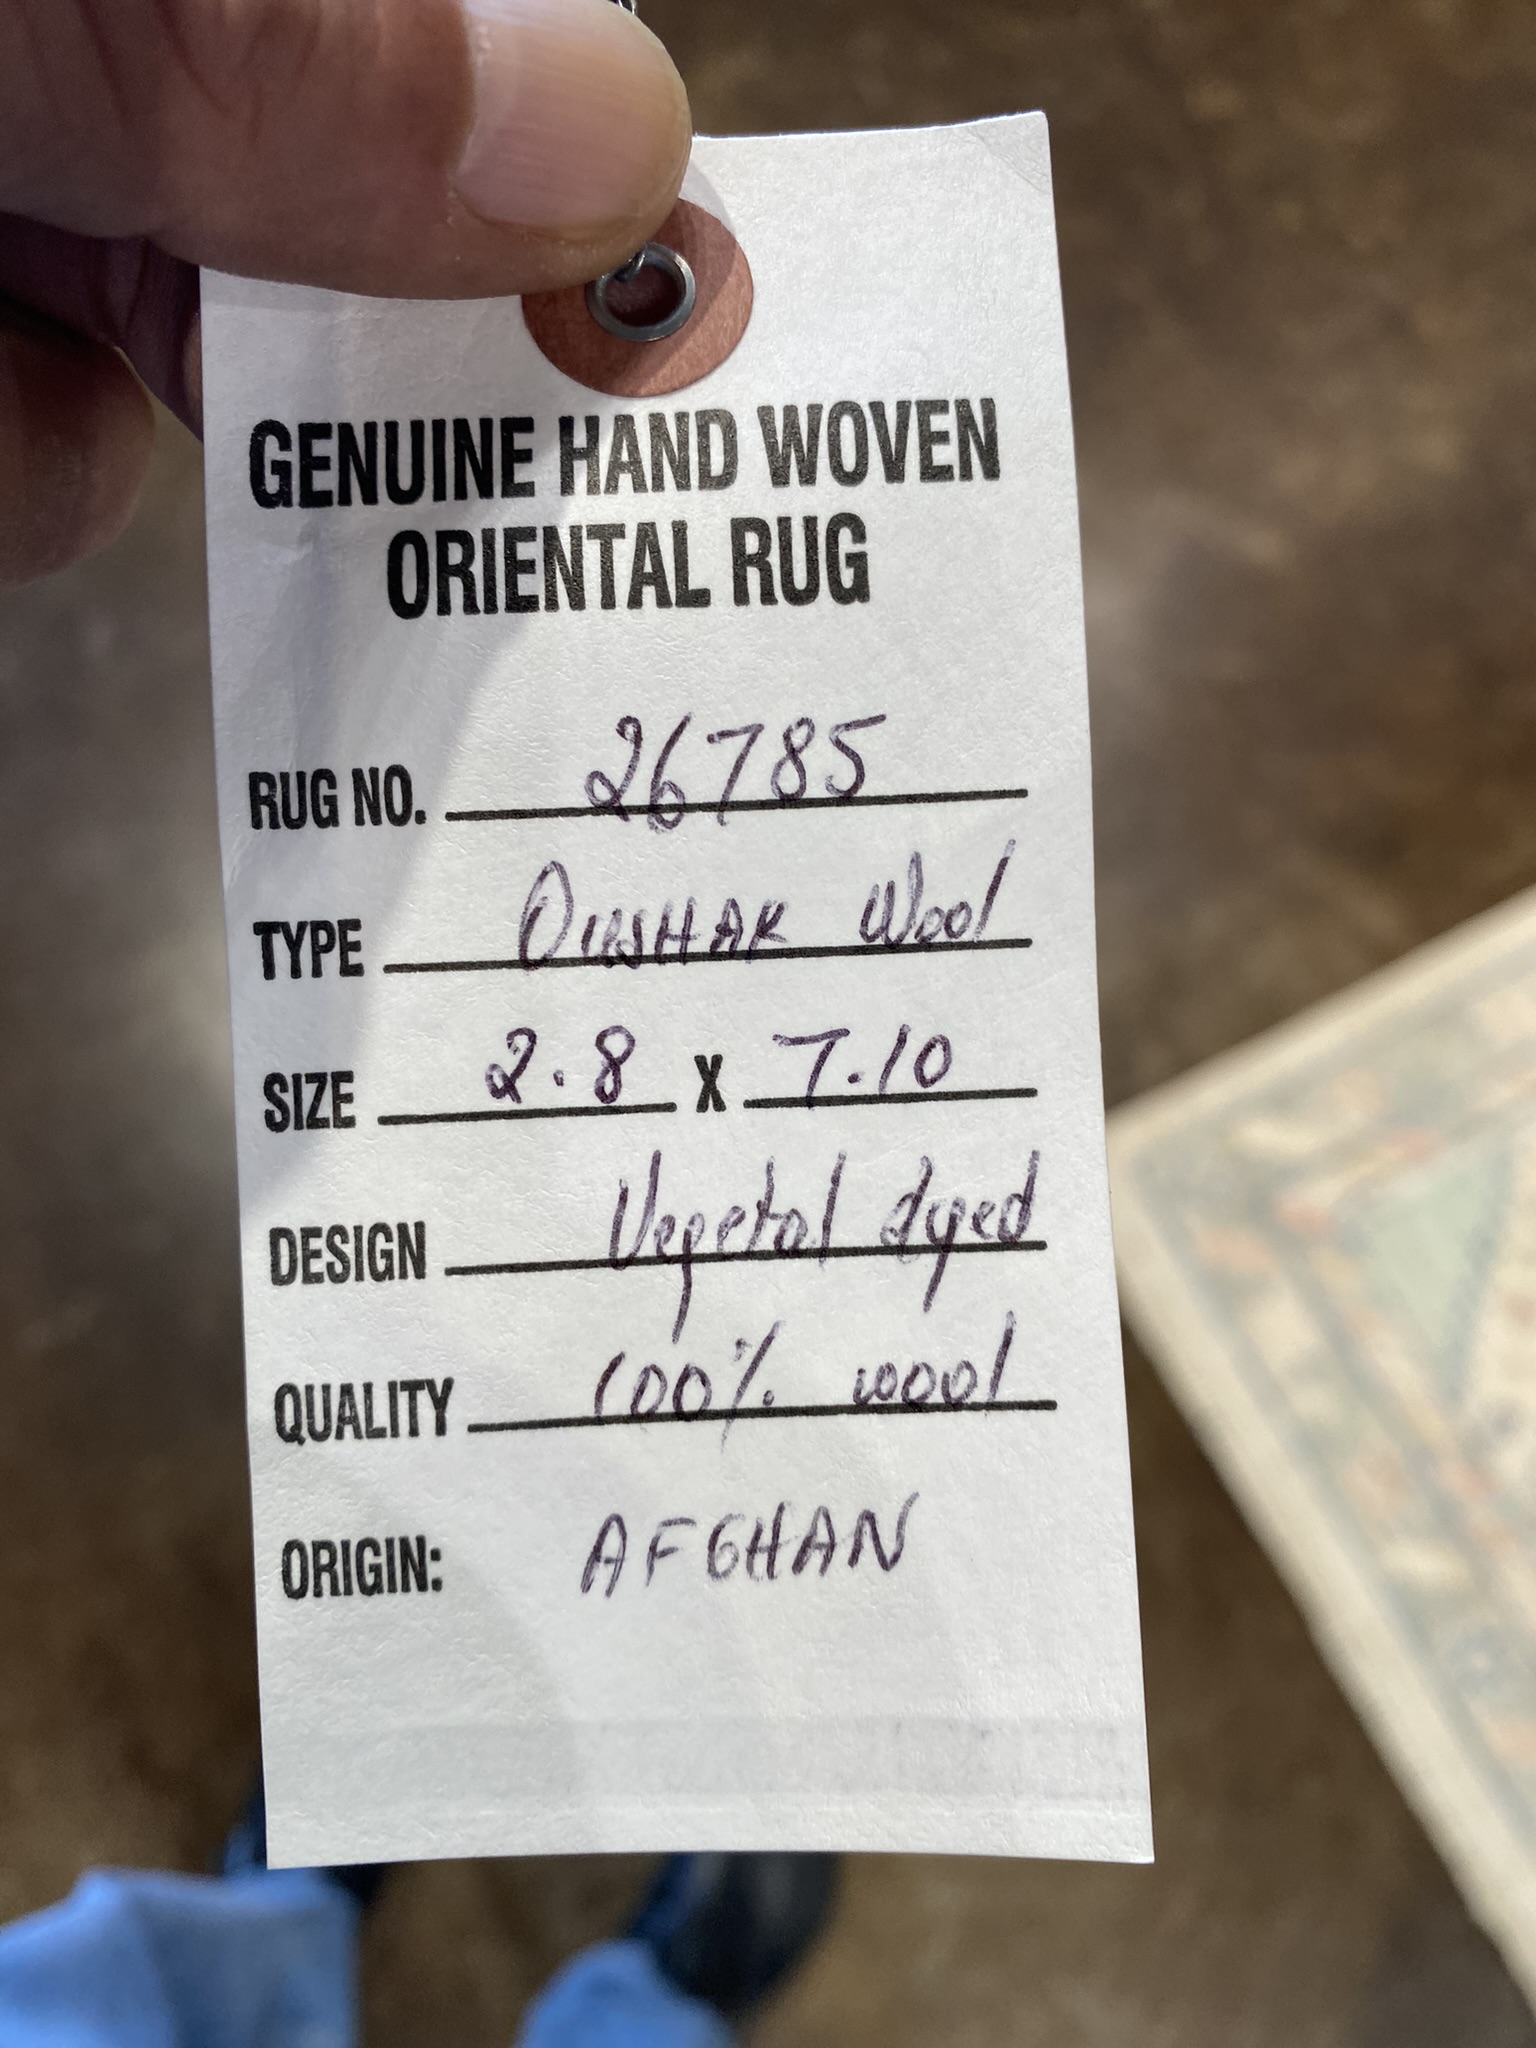 GENUINE HAND WOVEN
ORIENTAL RUG
RUG NO. 26785
TYPE OUSHAK Wool
SIZE 2.8 X 7.10
DESIGN Vegetal dyed
QUALITY 100% wool
ORIGIN: AFGHAN